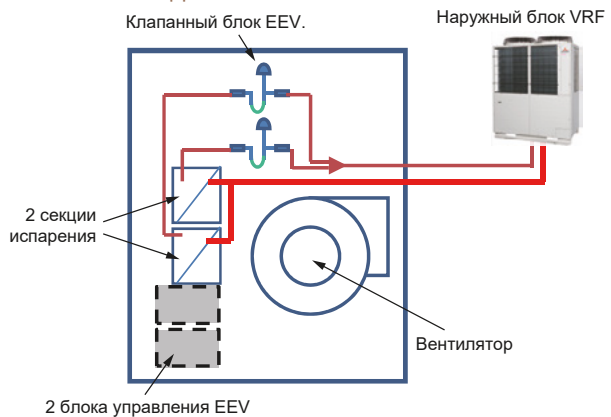 Клапанный блок EEV.
Наружный блок VRF
2 секции
испарения
Вентилятор
2 блока управления EEV